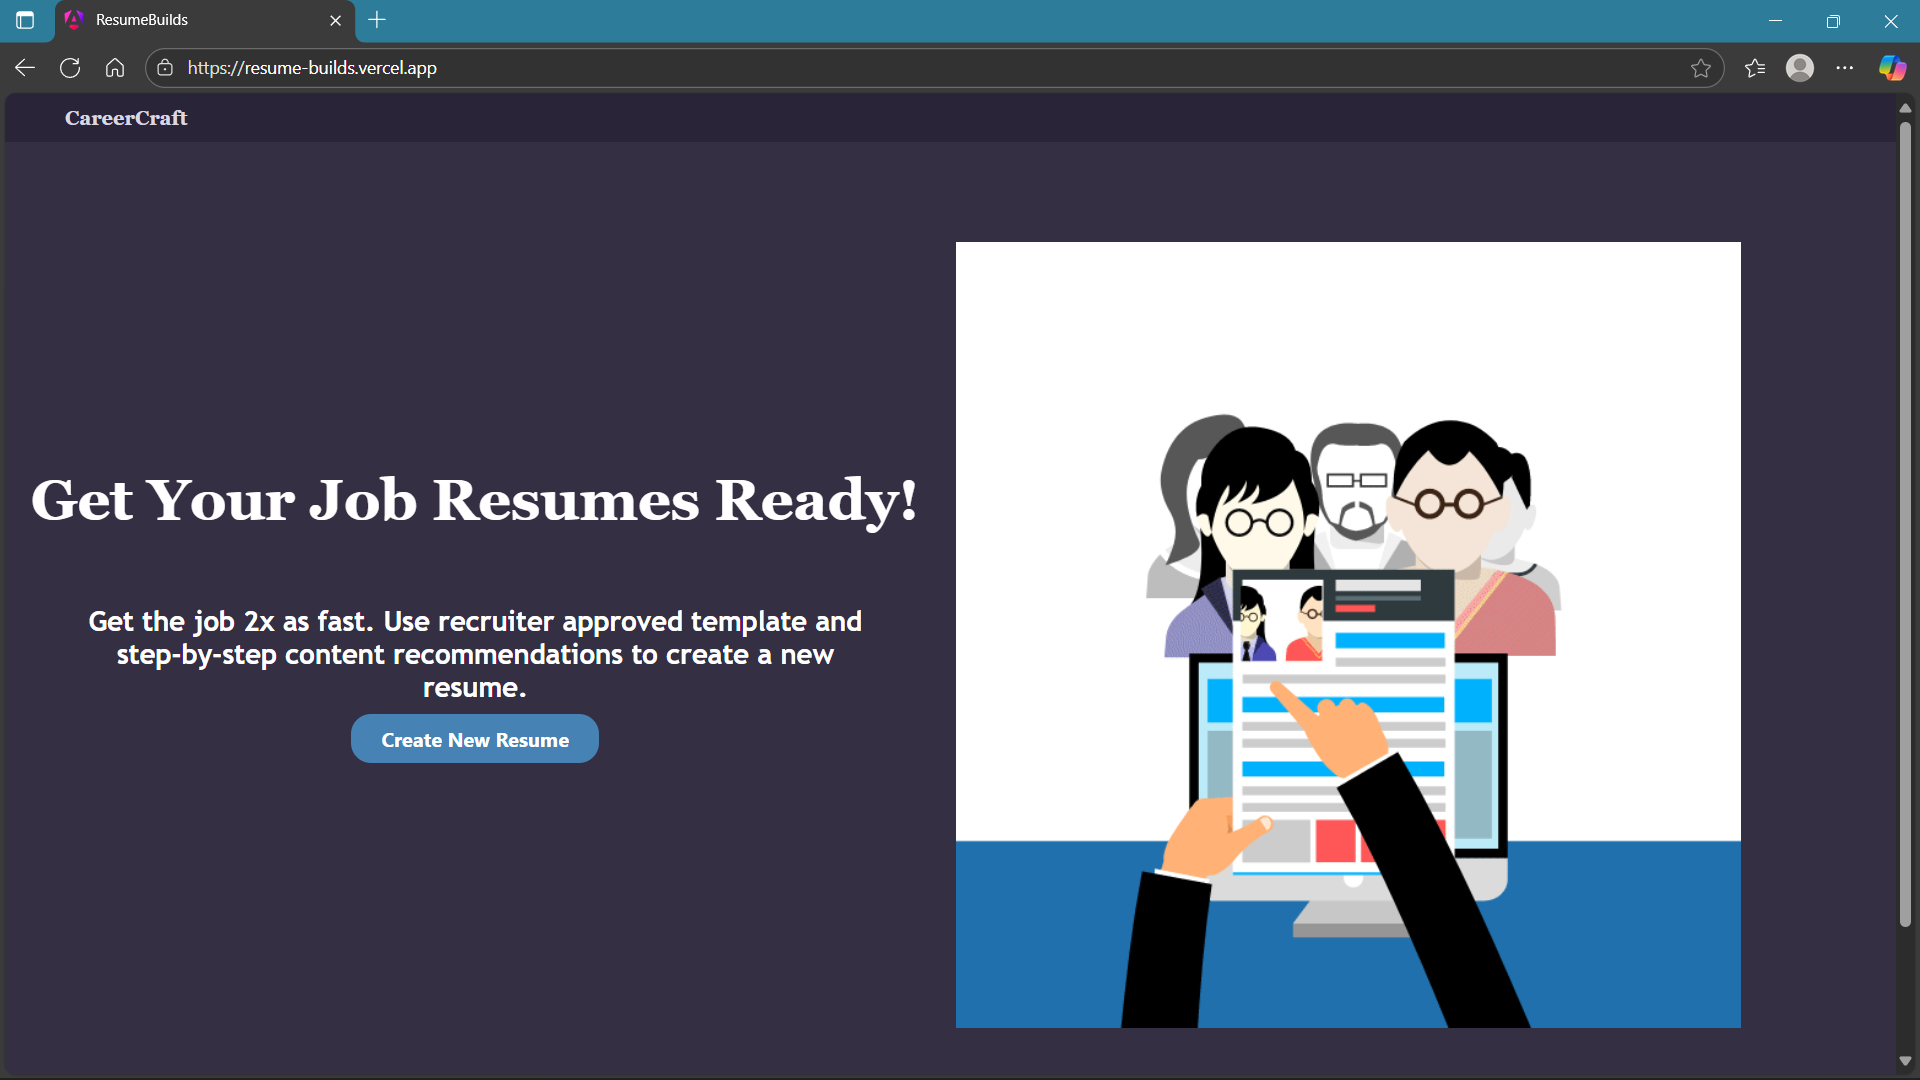 ResumeBuilds
https://resume-builds.vercel.app
CareerCraft
Get Your Job Resumes Ready!
Get the job 2x as fast. Use recruiter approved template and
step-by-step content recommendations to create a new
resume.
Create New Resume